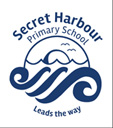 Secret Harbour
Primary School
Leads the way